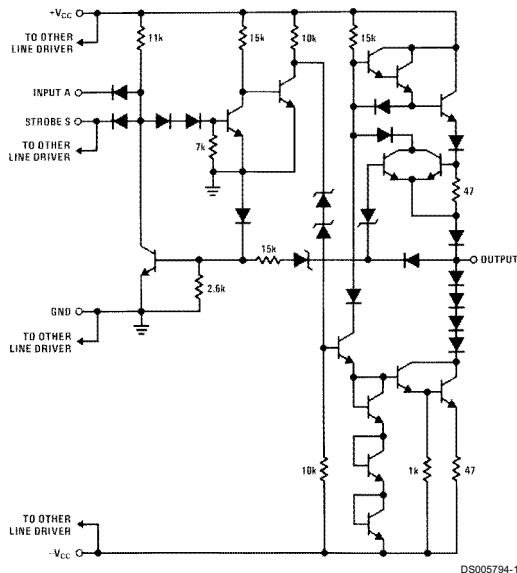 +VCC
TO OTHER
LINE DRIVER
11k
15k
10k
15k
INPUT A
STROBE S
TO OTHER
LINE DRIVER
7k
47
15k
OUTPUT
2.6k
GND
TO OTHER
LINE DRIVER
10k
1k
47
TO OTHER
LINE DRIVER
−VCC
DS005794-1